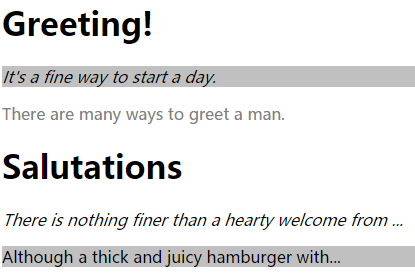 Greeting!
It's a fine way to start a day.
There are many ways to greet a man.
Salutations
There is nothing finer than a hearty welcome from ...
Although a thick and juicy hamburger with...